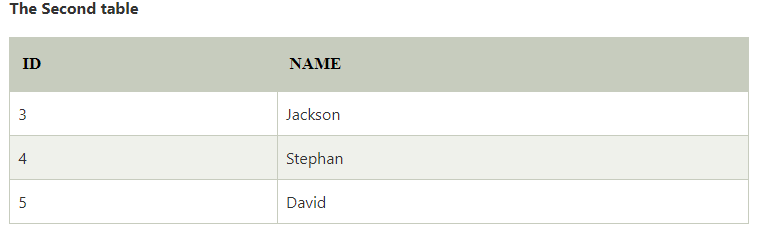 The Second table
ID NAME
3 Jackson
4 Stephan
5 David